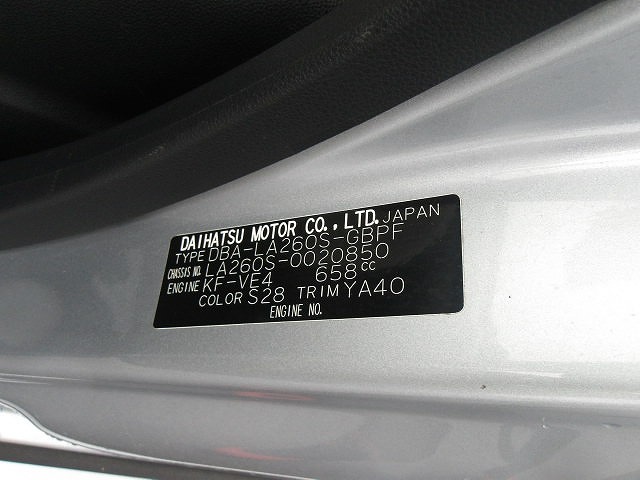 DAIHATSU MOTOR CO., LTD. JAPAN
TYPE DBA-LA260S-GBPF
CHASSIS NO. LA260S-0020850
ENGINE KF-VE4 658cc
COLOR S28 TRIM YA40
ENGINE NO.